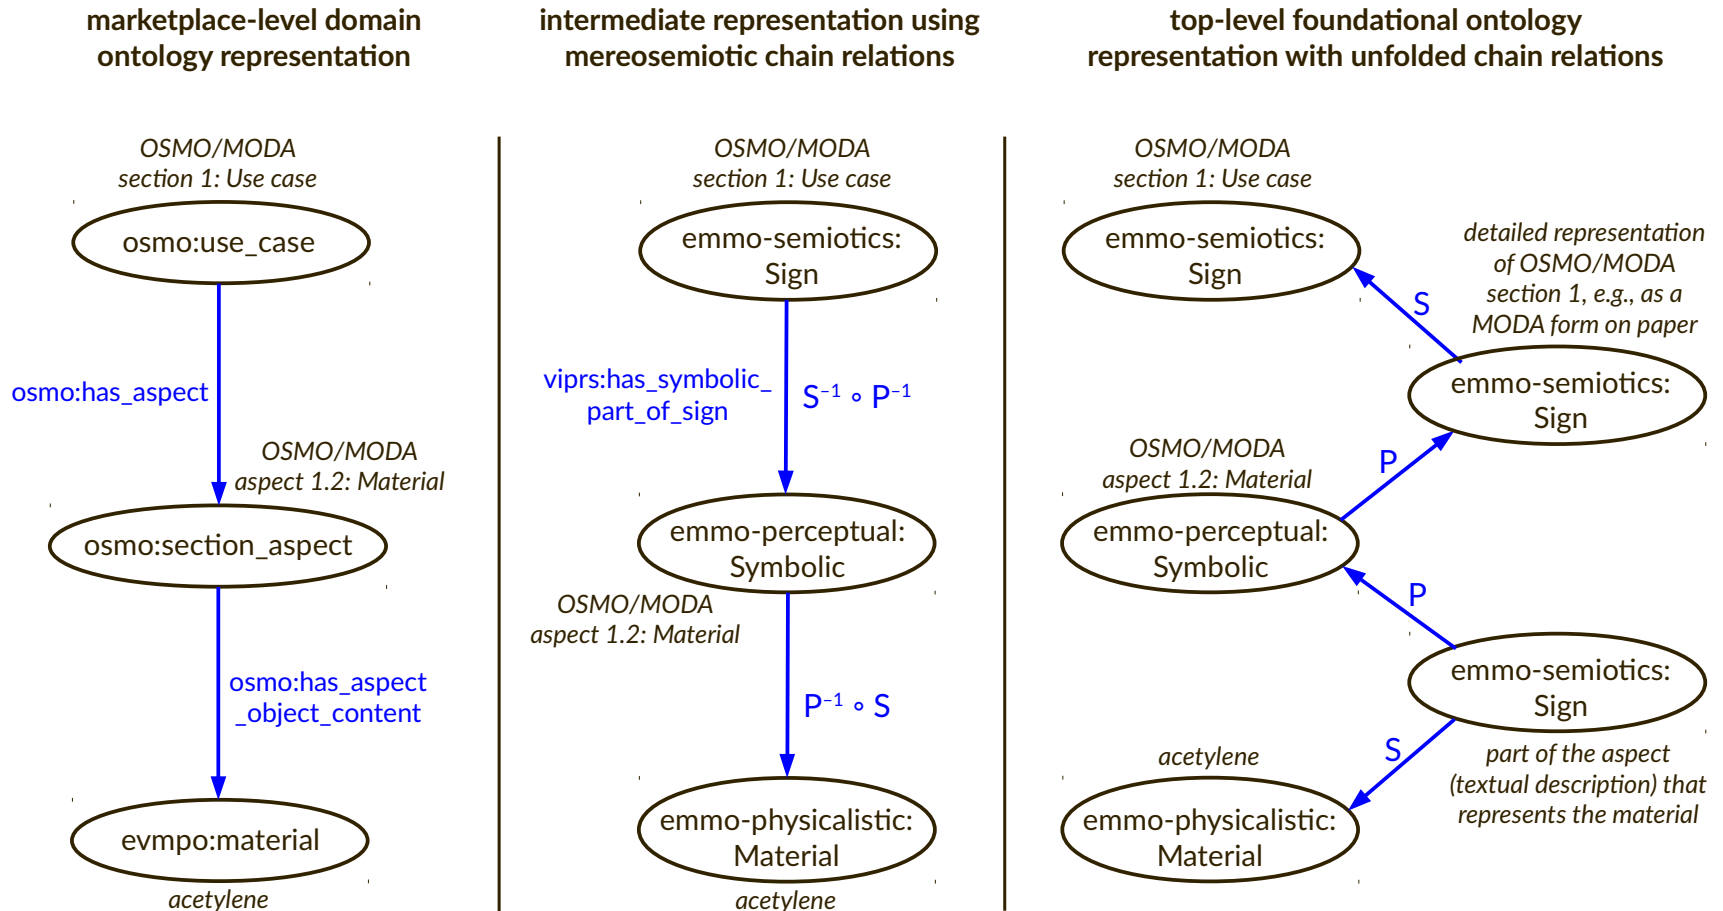 marketplace-level domain
ontology representation
OSMO/MODA
section 1: Use case
osmo:use_case
osmo:has_aspect
OSMO/MODA
aspect 1.2: Material
osmo:section_aspect
osmo:has_aspect
_object_content
evmpo:material
acetylene
intermediate representation using
mereosemiotic chain relations
OSMO/MODA
section 1: Use case
emmo-semiotics:
Sign
viprs:has_symbolic_
part_of_sign
S⁻¹ ∘ P⁻¹
emmo-perceptual:
Symbolic
OSMO/MODA
aspect 1.2: Material
P⁻¹ ∘ S
emmo-physicalistic:
Material
acetylene
top-level foundational ontology
representation with unfolded chain relations
OSMO/MODA
section 1: Use case
emmo-semiotics:
Sign
detailed representation
of OSMO/MODA
section 1, e.g., as a
MODA form on paper
S
emmo-semiotics:
Sign
P
OSMO/MODA
aspect 1.2: Material
emmo-perceptual:
Symbolic
P
emmo-semiotics:
Sign
S
part of the aspect
(textual description) that
represents the material
acetylene
emmo-physicalistic:
Material